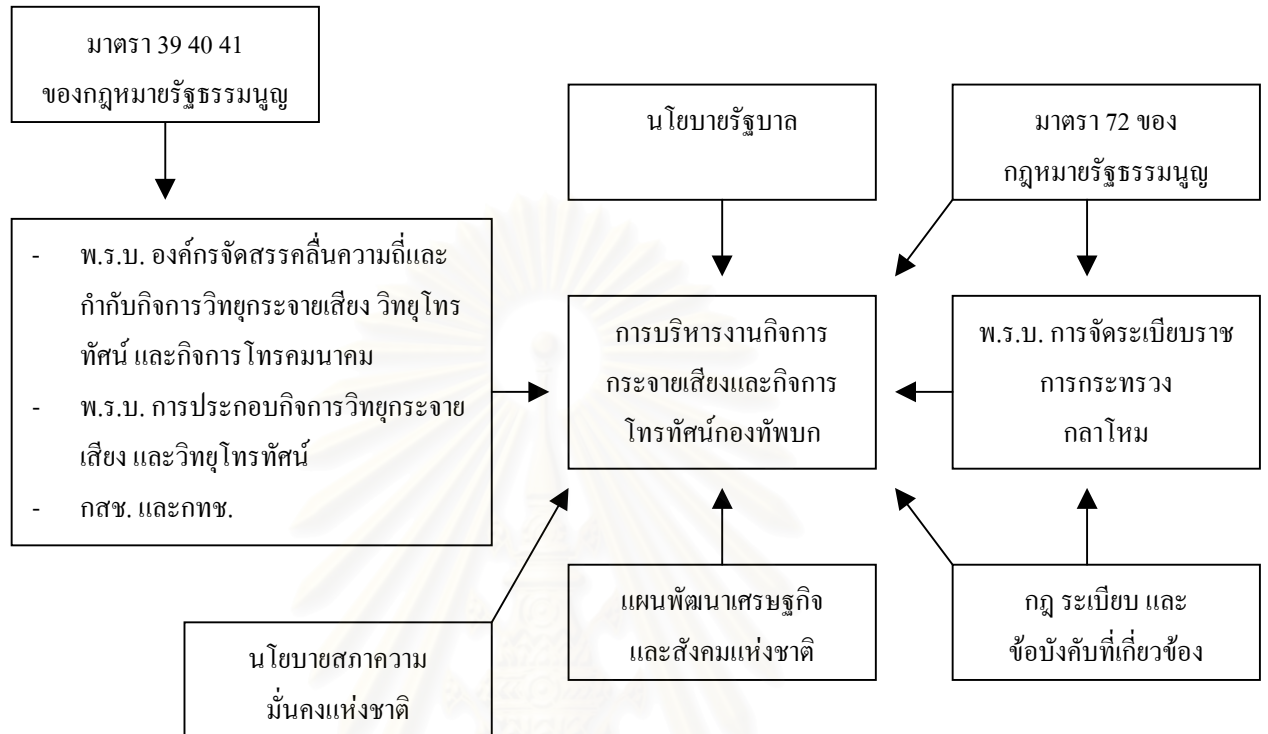 มาตรา 39 40 41
ของกฎหมายรัฐธรรมนูญ
นโยบายรัฐบาล
มาตรา 72 ของ
กฎหมายรัฐธรรมนูญ
- พ.ร.บ. องค์กรจัดสรรคลื่นความถี่และ
กำกับกิจการวิทยุกระจายเสียง วิทยุโทร
ทัศน์ และกิจการโทรคมนาคม
- พ.ร.บ. การประกอบกิจการวิทยุกระจาย
เสียง และวิทยุโทรทัศน์
- กสช. และกทช.
การบริหารงานกิจการ
กระจายเสียงและกิจการ
โทรทัศน์กองทัพบก
พ.ร.บ. การจัดระเบียบราช
การกระทรวง
กลาโหม
นโยบายสภาความ
มั่นคงแห่งชาติ
แผนพัฒนาเศรษฐกิจ
และสังคมแห่งชาติ
กฎ ระเบียบ และ
ข้อบังคับที่เกี่ยวข้อง